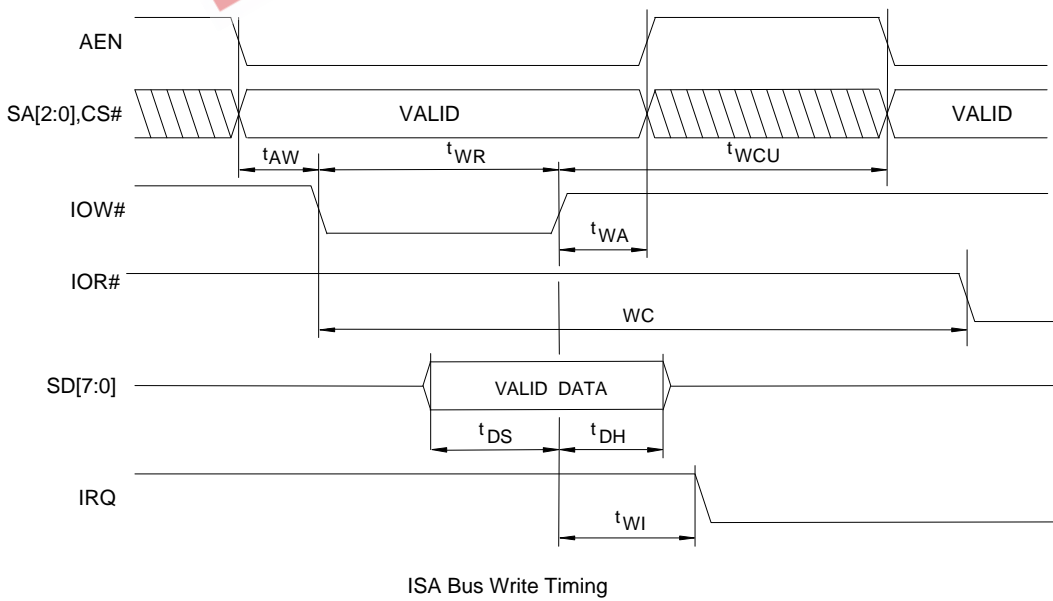 AEN
SA[2:0],CS#
VALID
VALID
tAW
tWR
tWCU
IOW#
tWA
IOR#
WC
SD[7:0]
VALID DATA
tDS
tDH
IRQ
tWI
ISA Bus Write Timing